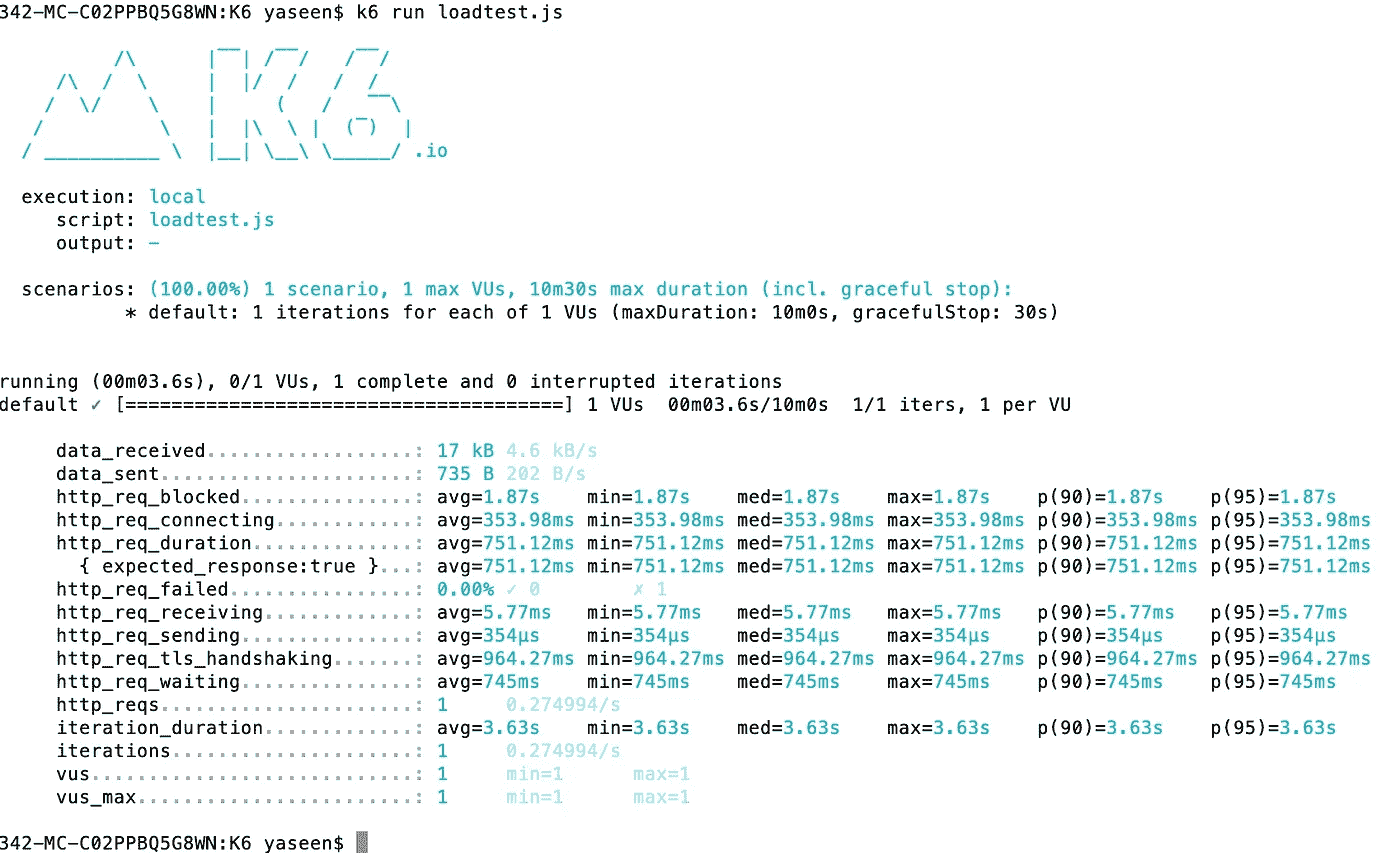 342-MC-C02PPBQ5G8WN:K6 yaseen$ k6 run loadtest.js
          /\      |‾‾| /‾‾/   /‾‾/
     /\  /  \     |  |/  /   /  /
    /  \/    \    |     (   /   ‾‾\
   /          \   |  |\  \ |  (‾)  |
  / __________ \  |__| \__\ \_____/ .io
execution: local
script: loadtest.js
output: -
scenarios: (100.00%) 1 scenario, 1 max VUs, 10m30s max duration (incl. graceful stop):
* default: 1 iterations for each of 1 VUs (maxDuration: 10m0s, gracefulStop: 30s)
running (00m03.6s), 0/1 VUs, 1 complete and 0 interrupted iterations
default ✓ [======================================] 1 VUs  00m03.6s/10m0s  1/1 iters, 1 per VU
data_received..................: 17 kB 4.6 kB/s
data_sent......................: 735 B 202 B/s
http_req_blocked...............: avg=1.87s    min=1.87s    med=1.87s    max=1.87s    p(90)=1.87s    p(95)=1.87s
http_req_connecting............: avg=353.98ms min=353.98ms med=353.98ms max=353.98ms p(90)=353.98ms p(95)=353.98ms
http_req_duration..............: avg=751.12ms min=751.12ms med=751.12ms max=751.12ms p(90)=751.12ms p(95)=751.12ms
{ expected_response:true }...: avg=751.12ms min=751.12ms med=751.12ms max=751.12ms p(90)=751.12ms p(95)=751.12ms
http_req_failed................: 0.00% ✓ 0        ✗ 1
http_req_receiving.............: avg=5.77ms   min=5.77ms   med=5.77ms   max=5.77ms   p(90)=5.77ms   p(95)=5.77ms
http_req_sending...............: avg=354µs    min=354µs    med=354µs    max=354µs    p(90)=354µs    p(95)=354µs
http_req_tls_handshaking.......: avg=964.27ms min=964.27ms med=964.27ms max=964.27ms p(90)=964.27ms p(95)=964.27ms
http_req_waiting...............: avg=745ms    min=745ms    med=745ms    max=745ms    p(90)=745ms    p(95)=745ms
http_reqs......................: 1     0.274994/s
iteration_duration.............: avg=3.63s    min=3.63s    med=3.63s    max=3.63s    p(90)=3.63s    p(95)=3.63s
iterations.....................: 1     0.274994/s
vus............................: 1     min=1      max=1
vus_max........................: 1     min=1      max=1
342-MC-C02PPBQ5G8WN:K6 yaseen$